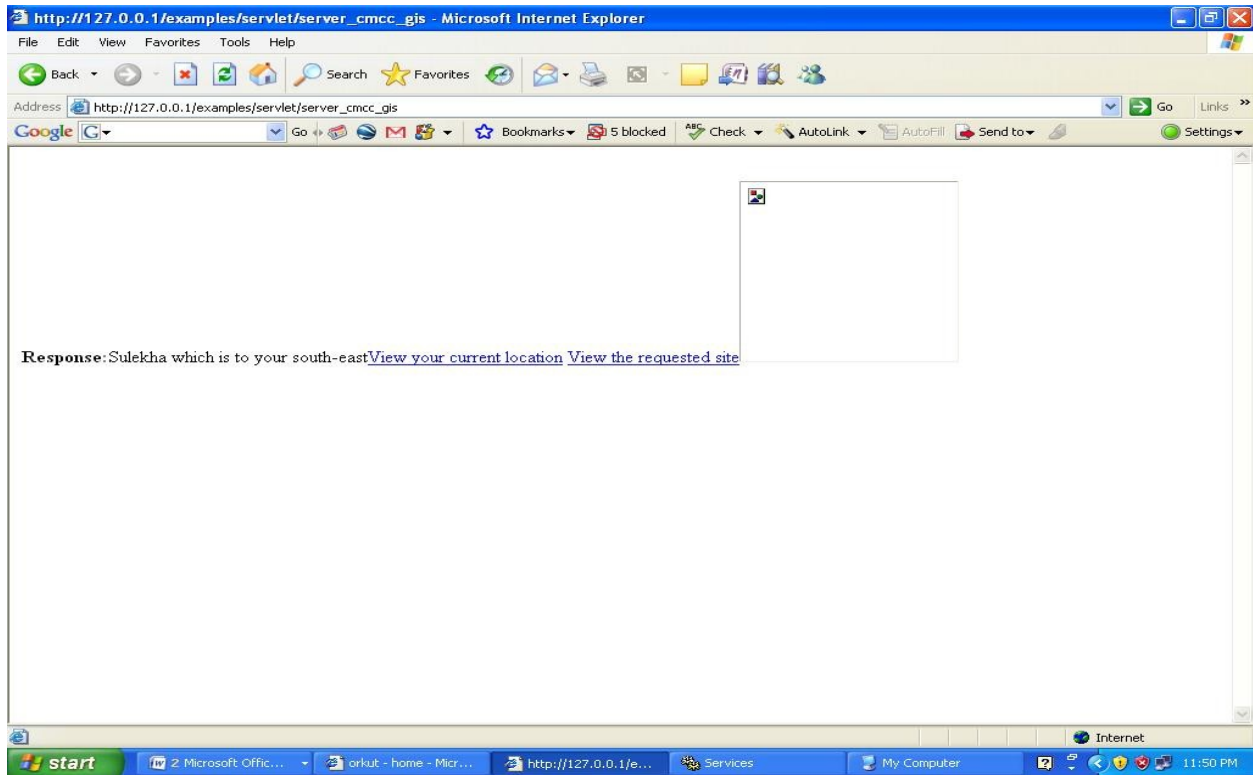 http://127.0.0.1/examples/servlet/server_cmcc_gis - Microsoft Internet Explorer
File Edit View Favorites Tools Help
Back Search Favorites
Address http://127.0.0.1/examples/servlet/server_cmcc_gis Go Links »
Google G Go Bookmarks 5 blocked ABC Check AutoLink AutoFill Send to Settings
Response:Sulekha which is to your south-eastView your current location View the requested site
Internet
start 2 Microsoft Offic... orkut - home - Micr... http://127.0.0.1/e... Services My Computer 11:50 PM